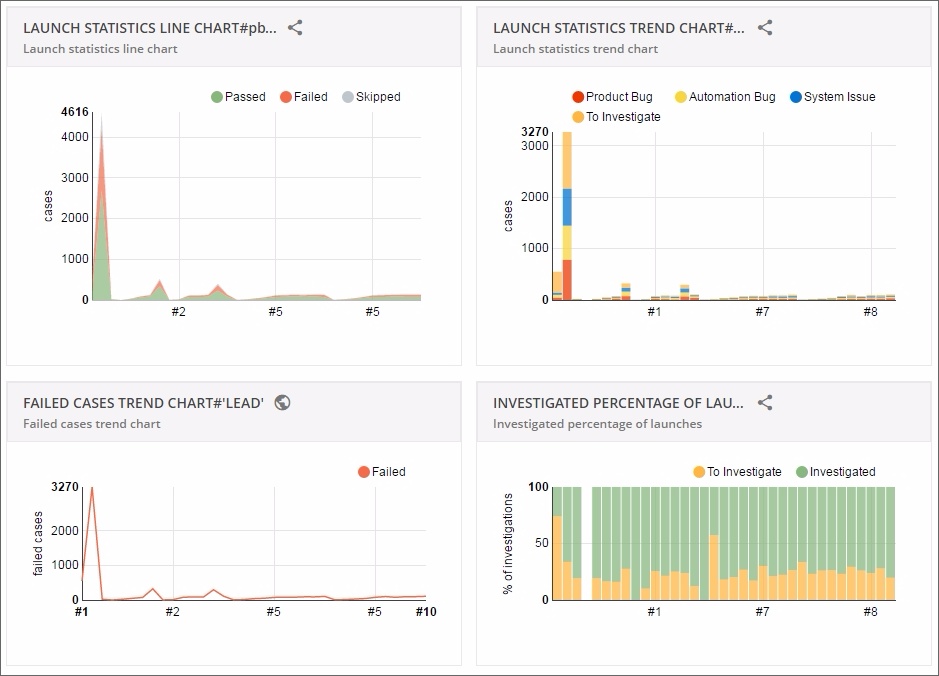 LAUNCH STATISTICS LINE CHART#pb...
Launch statistics line chart
Passed Failed Skipped
4616
4000
3000
2000
1000
0
cases
#2 #5 #5
LAUNCH STATISTICS TREND CHART#...
Launch statistics trend chart
Product Bug Automation Bug System Issue
To Investigate
3270
3000
2000
1000
0
cases
#1 #7 #8
FAILED CASES TREND CHART#'LEAD'
Failed cases trend chart
Failed
3270
2000
1000
0
failed cases
#1 #2 #5 #5 #10
INVESTIGATED PERCENTAGE OF LAU...
Investigated percentage of launches
To Investigate Investigated
100
50
0
% of investigations
#1 #7 #8